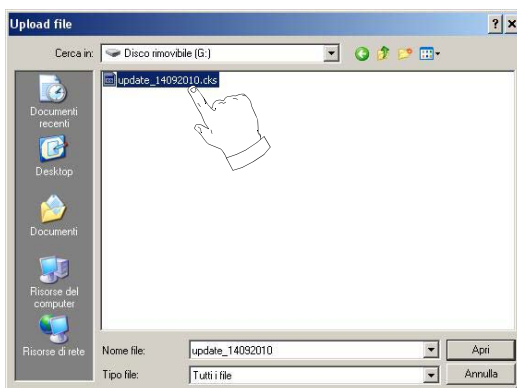 Upload file
Cerca in:
Disco rimovibile (G:)
update_14092010.cks
Documenti
recenti
Desktop
Documenti
Risorse del
computer
Risorse di rete
Nome file:
update_14092010
Apri
Tipo file:
Tutti i file
Annulla